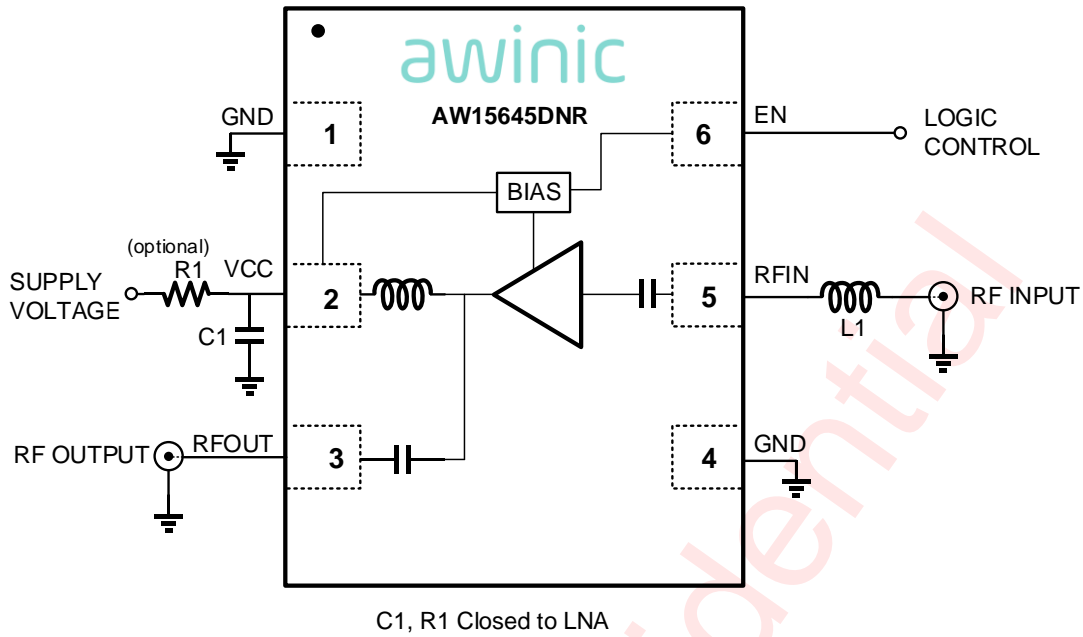 awinic
AW15645DNR
GND
1
6
EN
LOGIC
CONTROL
BIAS
(optional)
R1
VCC
SUPPLY
VOLTAGE
2
5
RFIN
RF INPUT
C1
L1
RF OUTPUT
RFOUT
3
4
GND
C1, R1 Closed to LNA